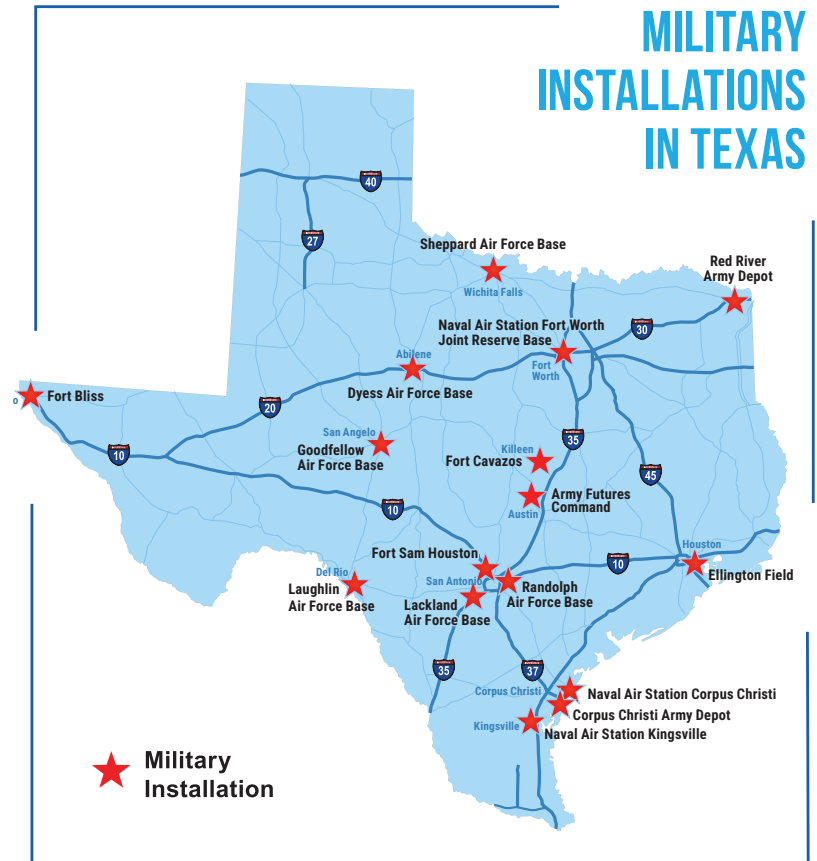 MILITARY
INSTALLATIONS
IN TEXAS
40
27
Sheppard Air Force Base
Wichita Falls
Red River
Army Depot
Naval Air Station Fort Worth
Joint Reserve Base
30
Abilene
Fort
Worth
Dyess Air Force Base
o
Fort Bliss
20
San Angelo
Goodfellow
Air Force Base
35
Killeen
Fort Cavazos
10
45
Army Futures
Command
Austin
10
Houston
Fort Sam Houston
10
Ellington Field
Del Rio
San Antonio
Laughlin
Air Force Base
Randolph
Air Force Base
Lackland
Air Force Base
35
37
Corpus Christi
Naval Air Station Corpus Christi
Corpus Christi Army Depot
Kingsville
Naval Air Station Kingsville
Military
Installation